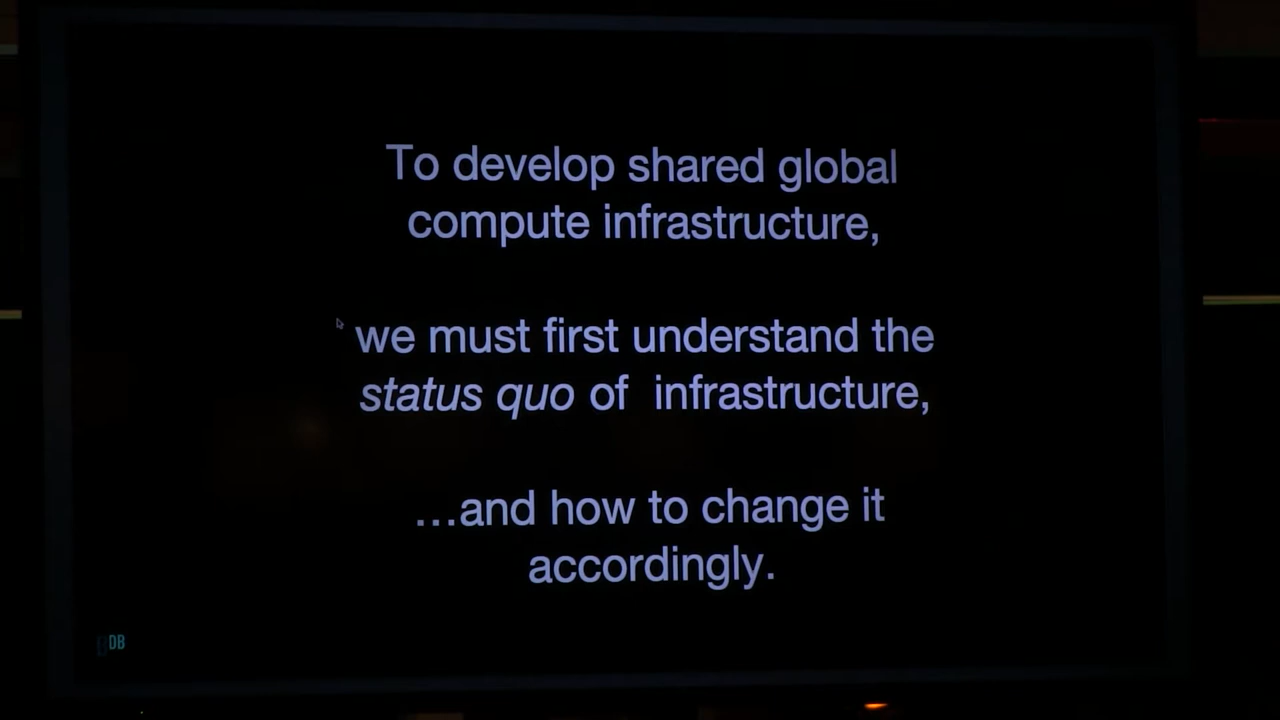 To develop shared global
compute infrastructure,
we must first understand the
status quo of  infrastructure,
…and how to change it
accordingly.
DB